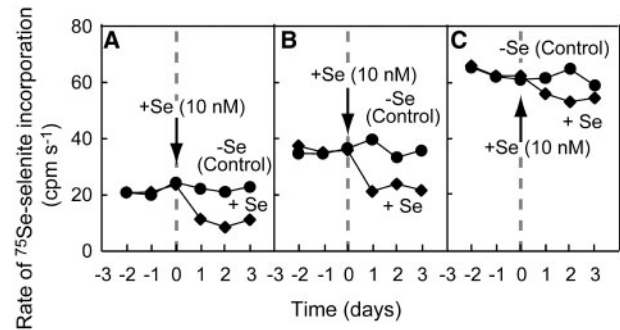 Rate of ⁷⁵Se-selenite incorporation
(cpm s⁻¹)
80
60
40
20
0
A
+Se (10 nM)
-Se
(Control)
+ Se
-3 -2 -1 0 1 2 3
B
+Se (10 nM)
-Se
(Control)
+ Se
-3 -2 -1 0 1 2 3
C
-Se (Control)
+ Se
+Se (10 nM)
-3 -2 -1 0 1 2 3
Time (days)